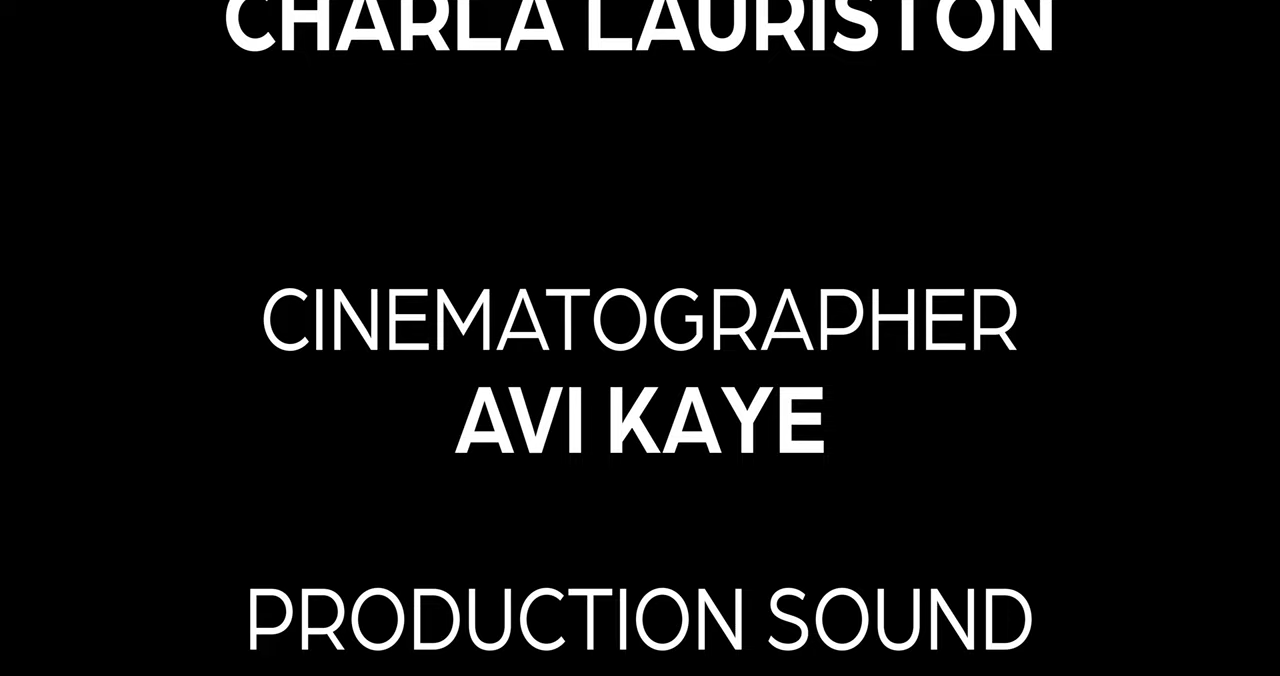 CHARLA LAURISTON
CINEMATOGRAPHER
AVI KAYE
PRODUCTION SOUND